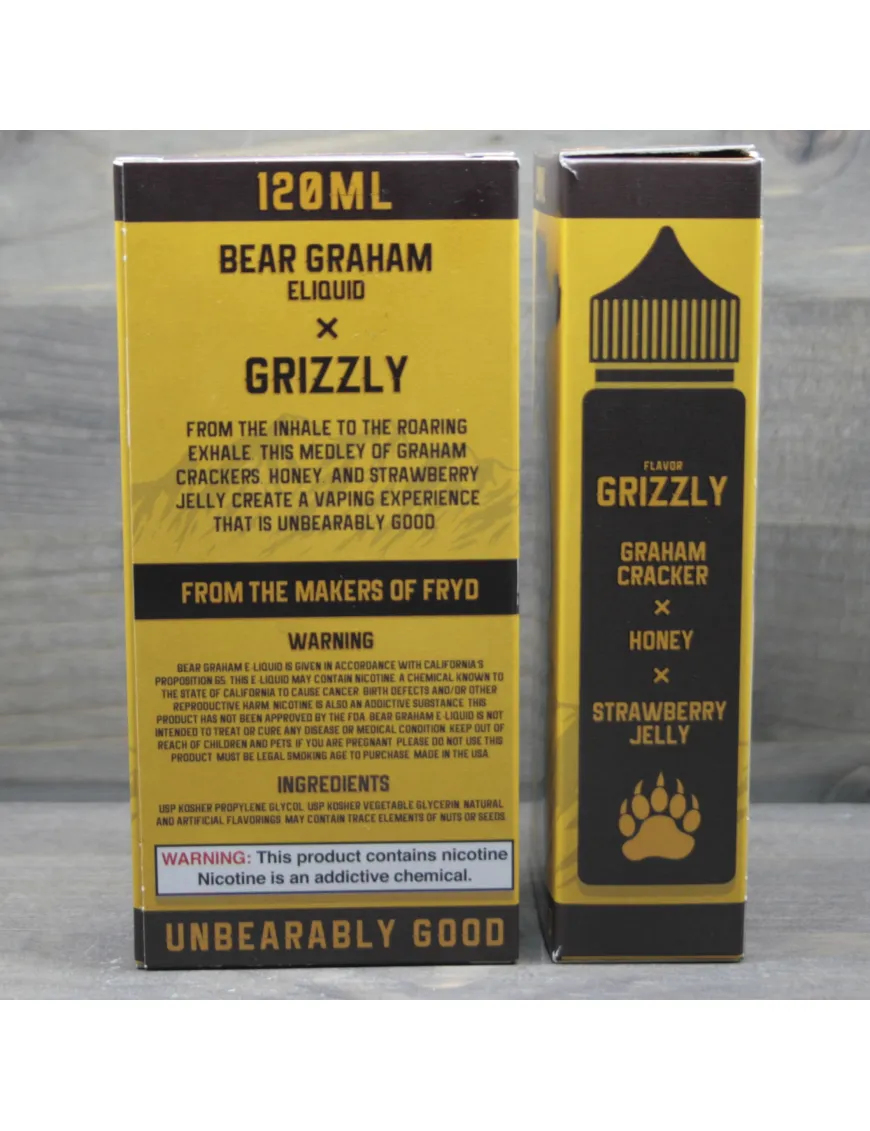 120ML
BEAR GRAHAM
ELIQUID
×
GRIZZLY
FROM THE INHALE TO THE ROARING
EXHALE, THIS MEDLEY OF GRAHAM
CRACKERS, HONEY, AND STRAWBERRY
JELLY CREATE A VAPING EXPERIENCE
THAT IS UNBEARABLY GOOD
FROM THE MAKERS OF FRYD
WARNING
BEAR GRAHAM E-LIQUID IS GIVEN IN ACCORDANCE WITH CALIFORNIA'S
PROPOSITION 65. THIS E-LIQUID MAY CONTAIN NICOTINE, A CHEMICAL KNOWN TO
THE STATE OF CALIFORNIA TO CAUSE CANCER, BIRTH DEFECTS AND/OR OTHER
REPRODUCTIVE HARM. NICOTINE IS ALSO AN ADDICTIVE SUBSTANCE. THIS
PRODUCT HAS NOT BEEN APPROVED BY THE FDA. BEAR GRAHAM E-LIQUID IS NOT
INTENDED TO TREAT OR CURE ANY DISEASE OR MEDICAL CONDITION. KEEP OUT OF
REACH OF CHILDREN AND PETS. IF YOU ARE PREGNANT, PLEASE DO NOT USE THIS
PRODUCT. MUST BE LEGAL SMOKING AGE TO PURCHASE. MADE IN THE USA.
INGREDIENTS
USP KOSHER PROPYLENE GLYCOL, USP KOSHER VEGETABLE GLYCERIN, NATURAL
AND ARTIFICIAL FLAVORINGS. MAY CONTAIN TRACE ELEMENTS OF NUTS OR SEEDS.
WARNING: This product contains nicotine
Nicotine is an addictive chemical.
UNBEARABLY GOOD
FLAVOR
GRIZZLY
GRAHAM
CRACKER
×
HONEY
×
STRAWBERRY
JELLY